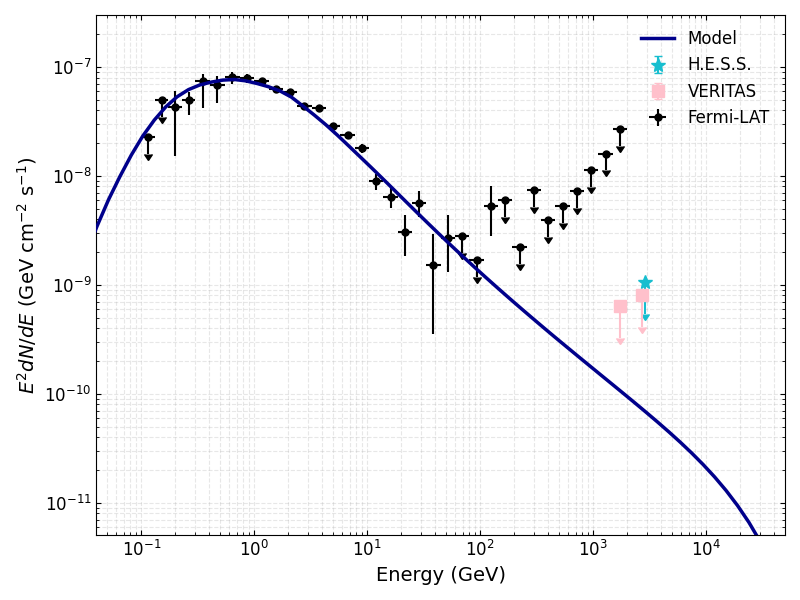 Model
H.E.S.S.
VERITAS
Fermi-LAT
10⁻⁷
10⁻⁸
10⁻⁹
10⁻¹⁰
10⁻¹¹
E²dN/dE (GeV cm⁻² s⁻¹)
10⁻¹ 10⁰ 10¹ 10² 10³ 10⁴
Energy (GeV)